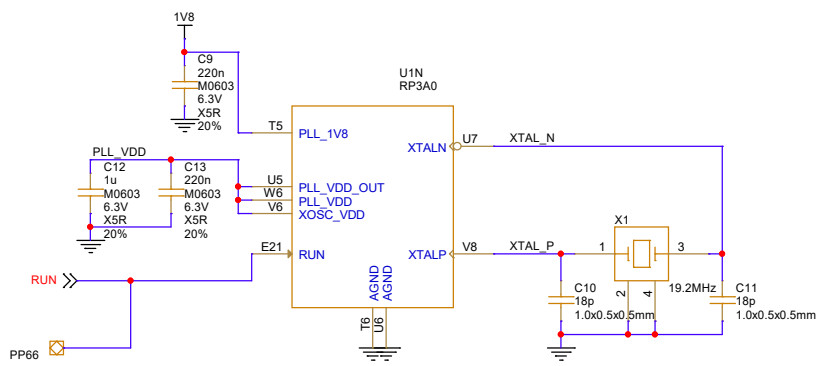 1V8
C9
220n
M0603
6.3V
X5R
20%
U1N
RP3A0
T5
PLL_1V8
XTALN
U7
XTAL_N
PLL_VDD
C12
1u
M0603
6.3V
X5R
20%
C13
220n
M0603
6.3V
X5R
20%
U5
W6
V6
PLL_VDD_OUT
PLL_VDD
XOSC_VDD
E21
RUN
XTALP
V8
XTAL_P
X1
1
3
2
4
19.2MHz
C10
18p
1.0x0.5x0.5mm
C11
18p
1.0x0.5x0.5mm
AGND
AGND
T6
U6
RUN
PP66